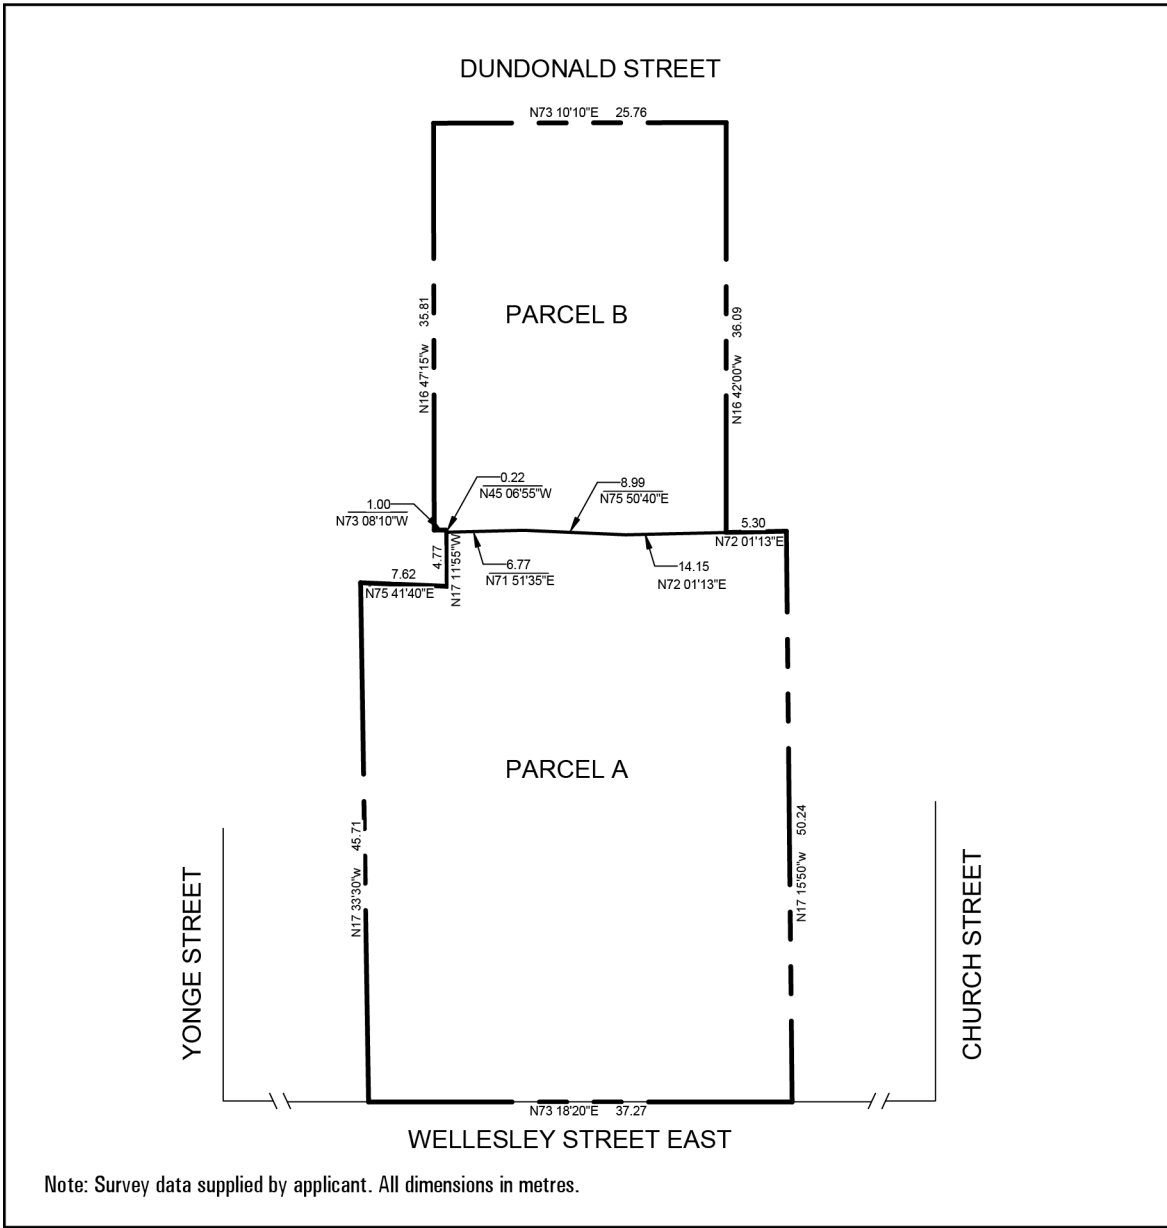 DUNDONALD STREET
N73 10'10"E 25.76
N16 47'15"w 35.81
PARCEL B
N16 42'00"w 36.09
0.22
N45 06'55"W
8.99
N75 50'40"E
1.00
N73 08'10"W
5.30
N72 01'13"E
4.77
N17 11'55"W
6.77
N71 51'35"E
14.15
N72 01'13"E
7.62
N75 41'40"E
PARCEL A
N17 33'30"w 45.71
N17 15'50"w 50.24
YONGE STREET
CHURCH STREET
N73 18'20"E 37.27
WELLESLEY STREET EAST
Note: Survey data supplied by applicant. All dimensions in metres.